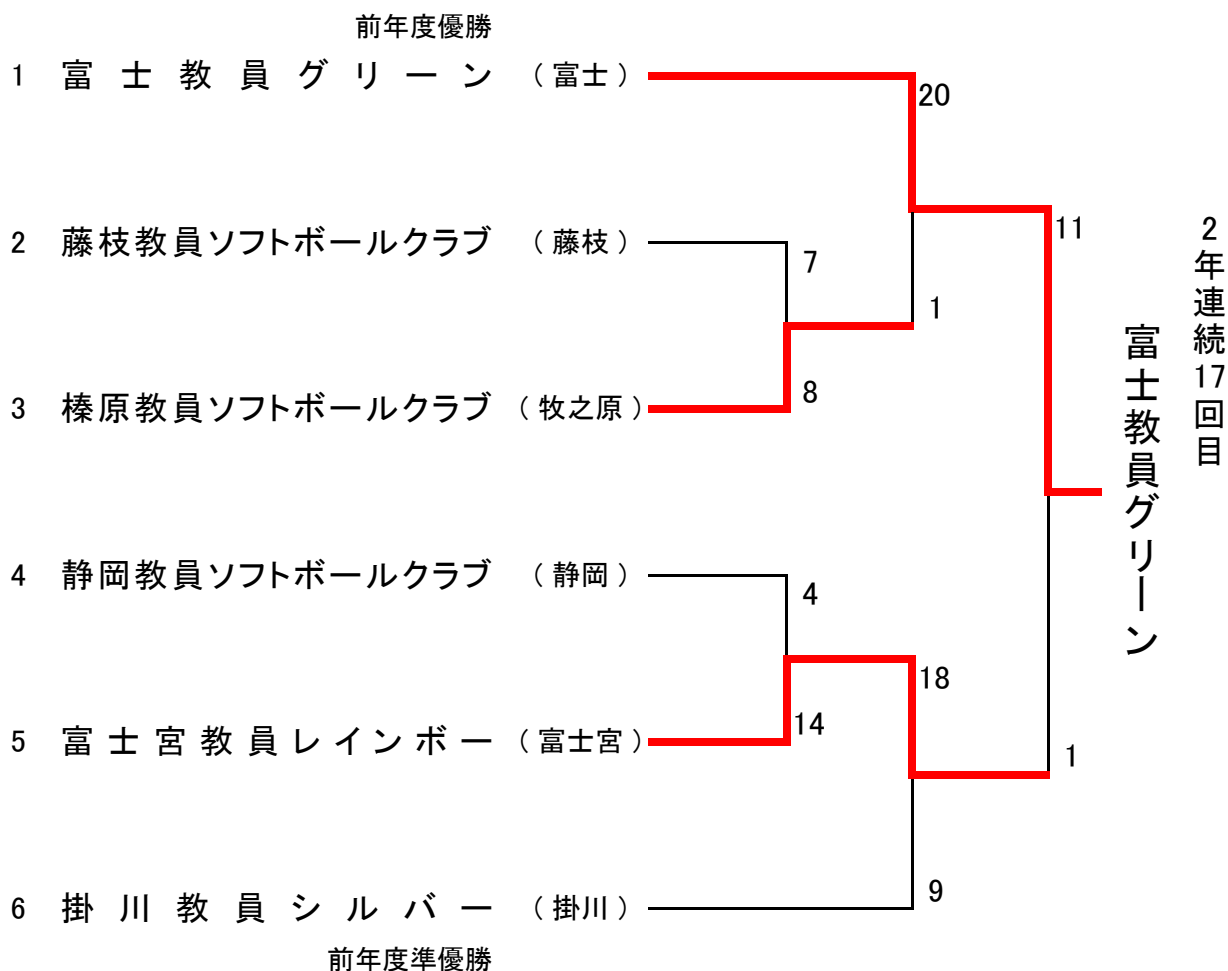 前年度優勝
1 富士教員グリーン （富士）
20
2 藤枝教員ソフトボールクラブ （藤枝）
7
11
1
3 榛原教員ソフトボールクラブ （牧之原）
8
2年連続17回目
富士教員グリーン
4 静岡教員ソフトボールクラブ （静岡）
4
18
5 富士宮教員レインボー （富士宮）
14
1
6 掛川教員シルバー （掛川）
9
前年度準優勝